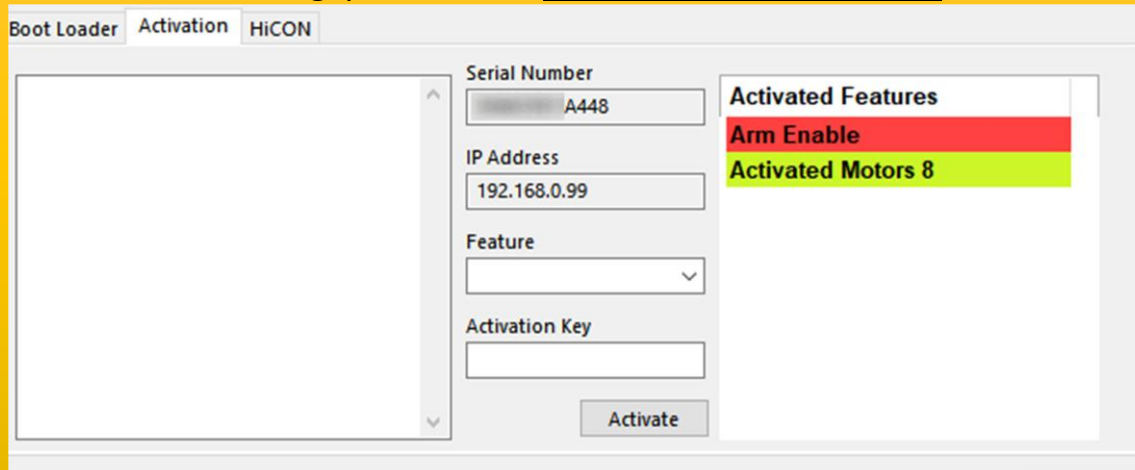 Boot Loader Activation HiCON
Serial Number
A448
IP Address
192.168.0.99
Feature
Activation Key
Activate
Activated Features
Arm Enable
Activated Motors 8